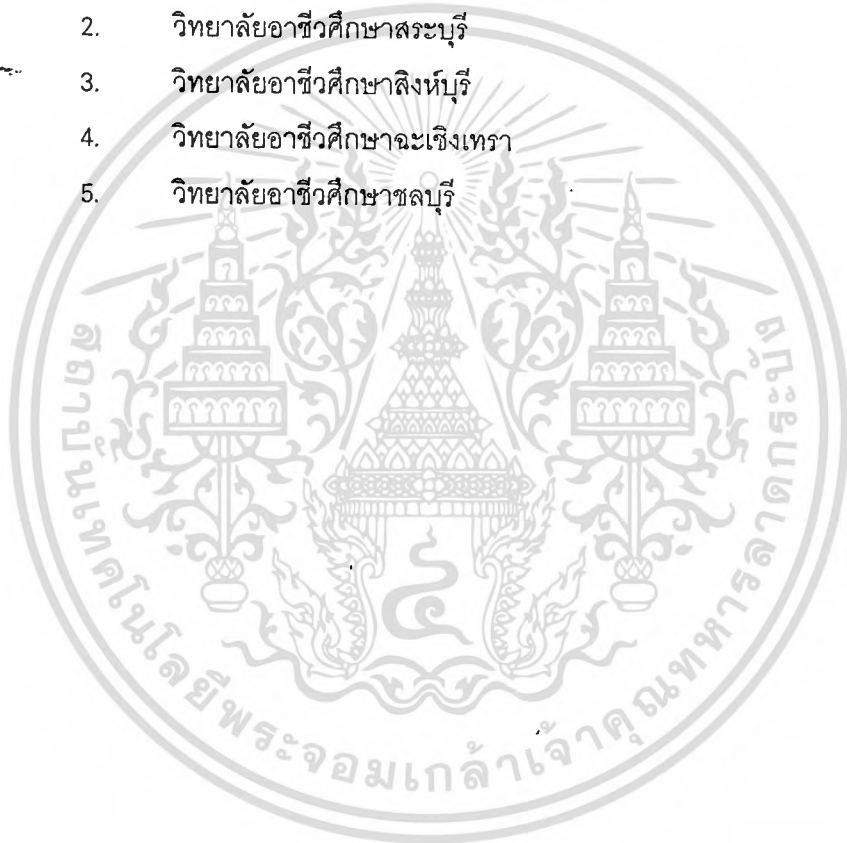 2. วิทยาลัยอาชีวศึกษาสระบุรี
3. วิทยาลัยอาชีวศึกษาสิงห์บุรี
4. วิทยาลัยอาชีวศึกษาฉะเชิงเทรา
5. วิทยาลัยอาชีวศึกษาชลบุรี
สถาบันเทคโนโลยีพระจอมเกล้าเจ้าคุณทหารลาดกระบัง
๔